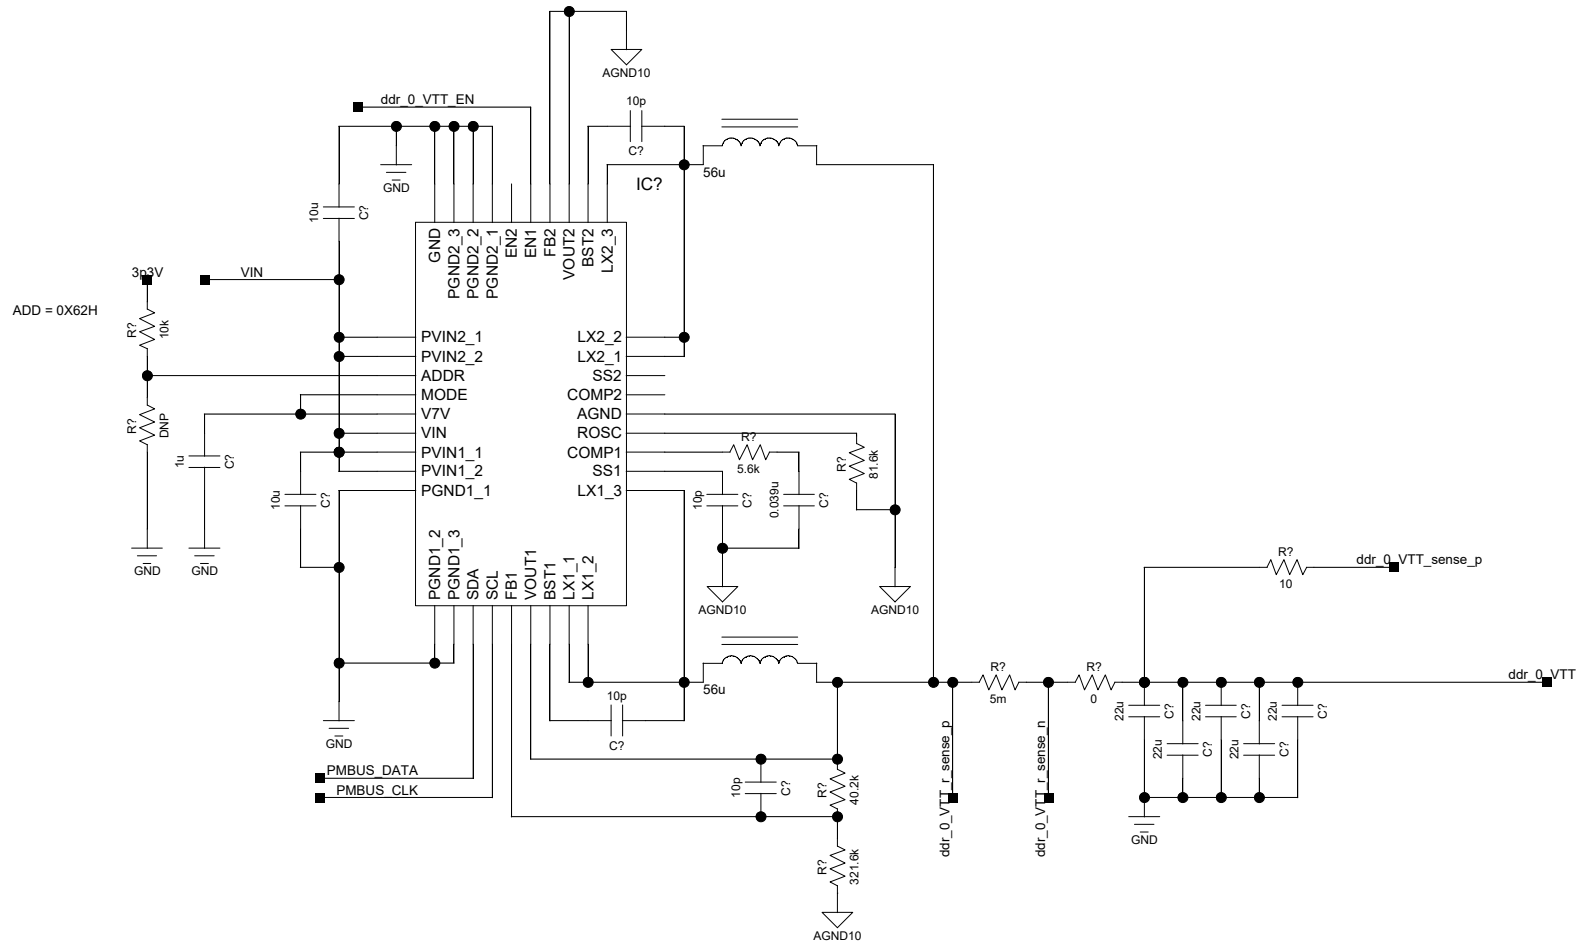 AGND10
ddr_0_VTT_EN
10p
C?
GND
56u
IC?
10u
C?
GND
PGND2_3
PGND2_2
PGND2_1
EN2
EN1
FB2
VOUT2
BST2
LX2_3
3p3V
VIN
ADD = 0X62H
R?
10k
PVIN2_1
PVIN2_2
ADDR
MODE
V7V
VIN
PVIN1_1
PVIN1_2
PGND1_1
LX2_2
LX2_1
SS2
COMP2
AGND
ROSC
COMP1
SS1
LX1_3
R?
DNP
1u
C?
10u
C?
R?
5.6k
R?
81.6k
10p
C?
0.039u
C?
GND
GND
PGND1_2
PGND1_3
SDA
SCL
FB1
VOUT1
BST1
LX1_1
LX1_2
AGND10
AGND10
R?
10
ddr_0_VTT_sense_p
56u
10p
C?
GND
R?
5m
R?
0
ddr_0_VTT
22u
C?
22u
C?
22u
C?
22u
C?
22u
C?
PMBUS_DATA
PMBUS_CLK
10p
C?
R?
40.2k
ddr_0_VTT_r_sense_p
ddr_0_VTT_r_sense_n
GND
R?
321.6k
AGND10